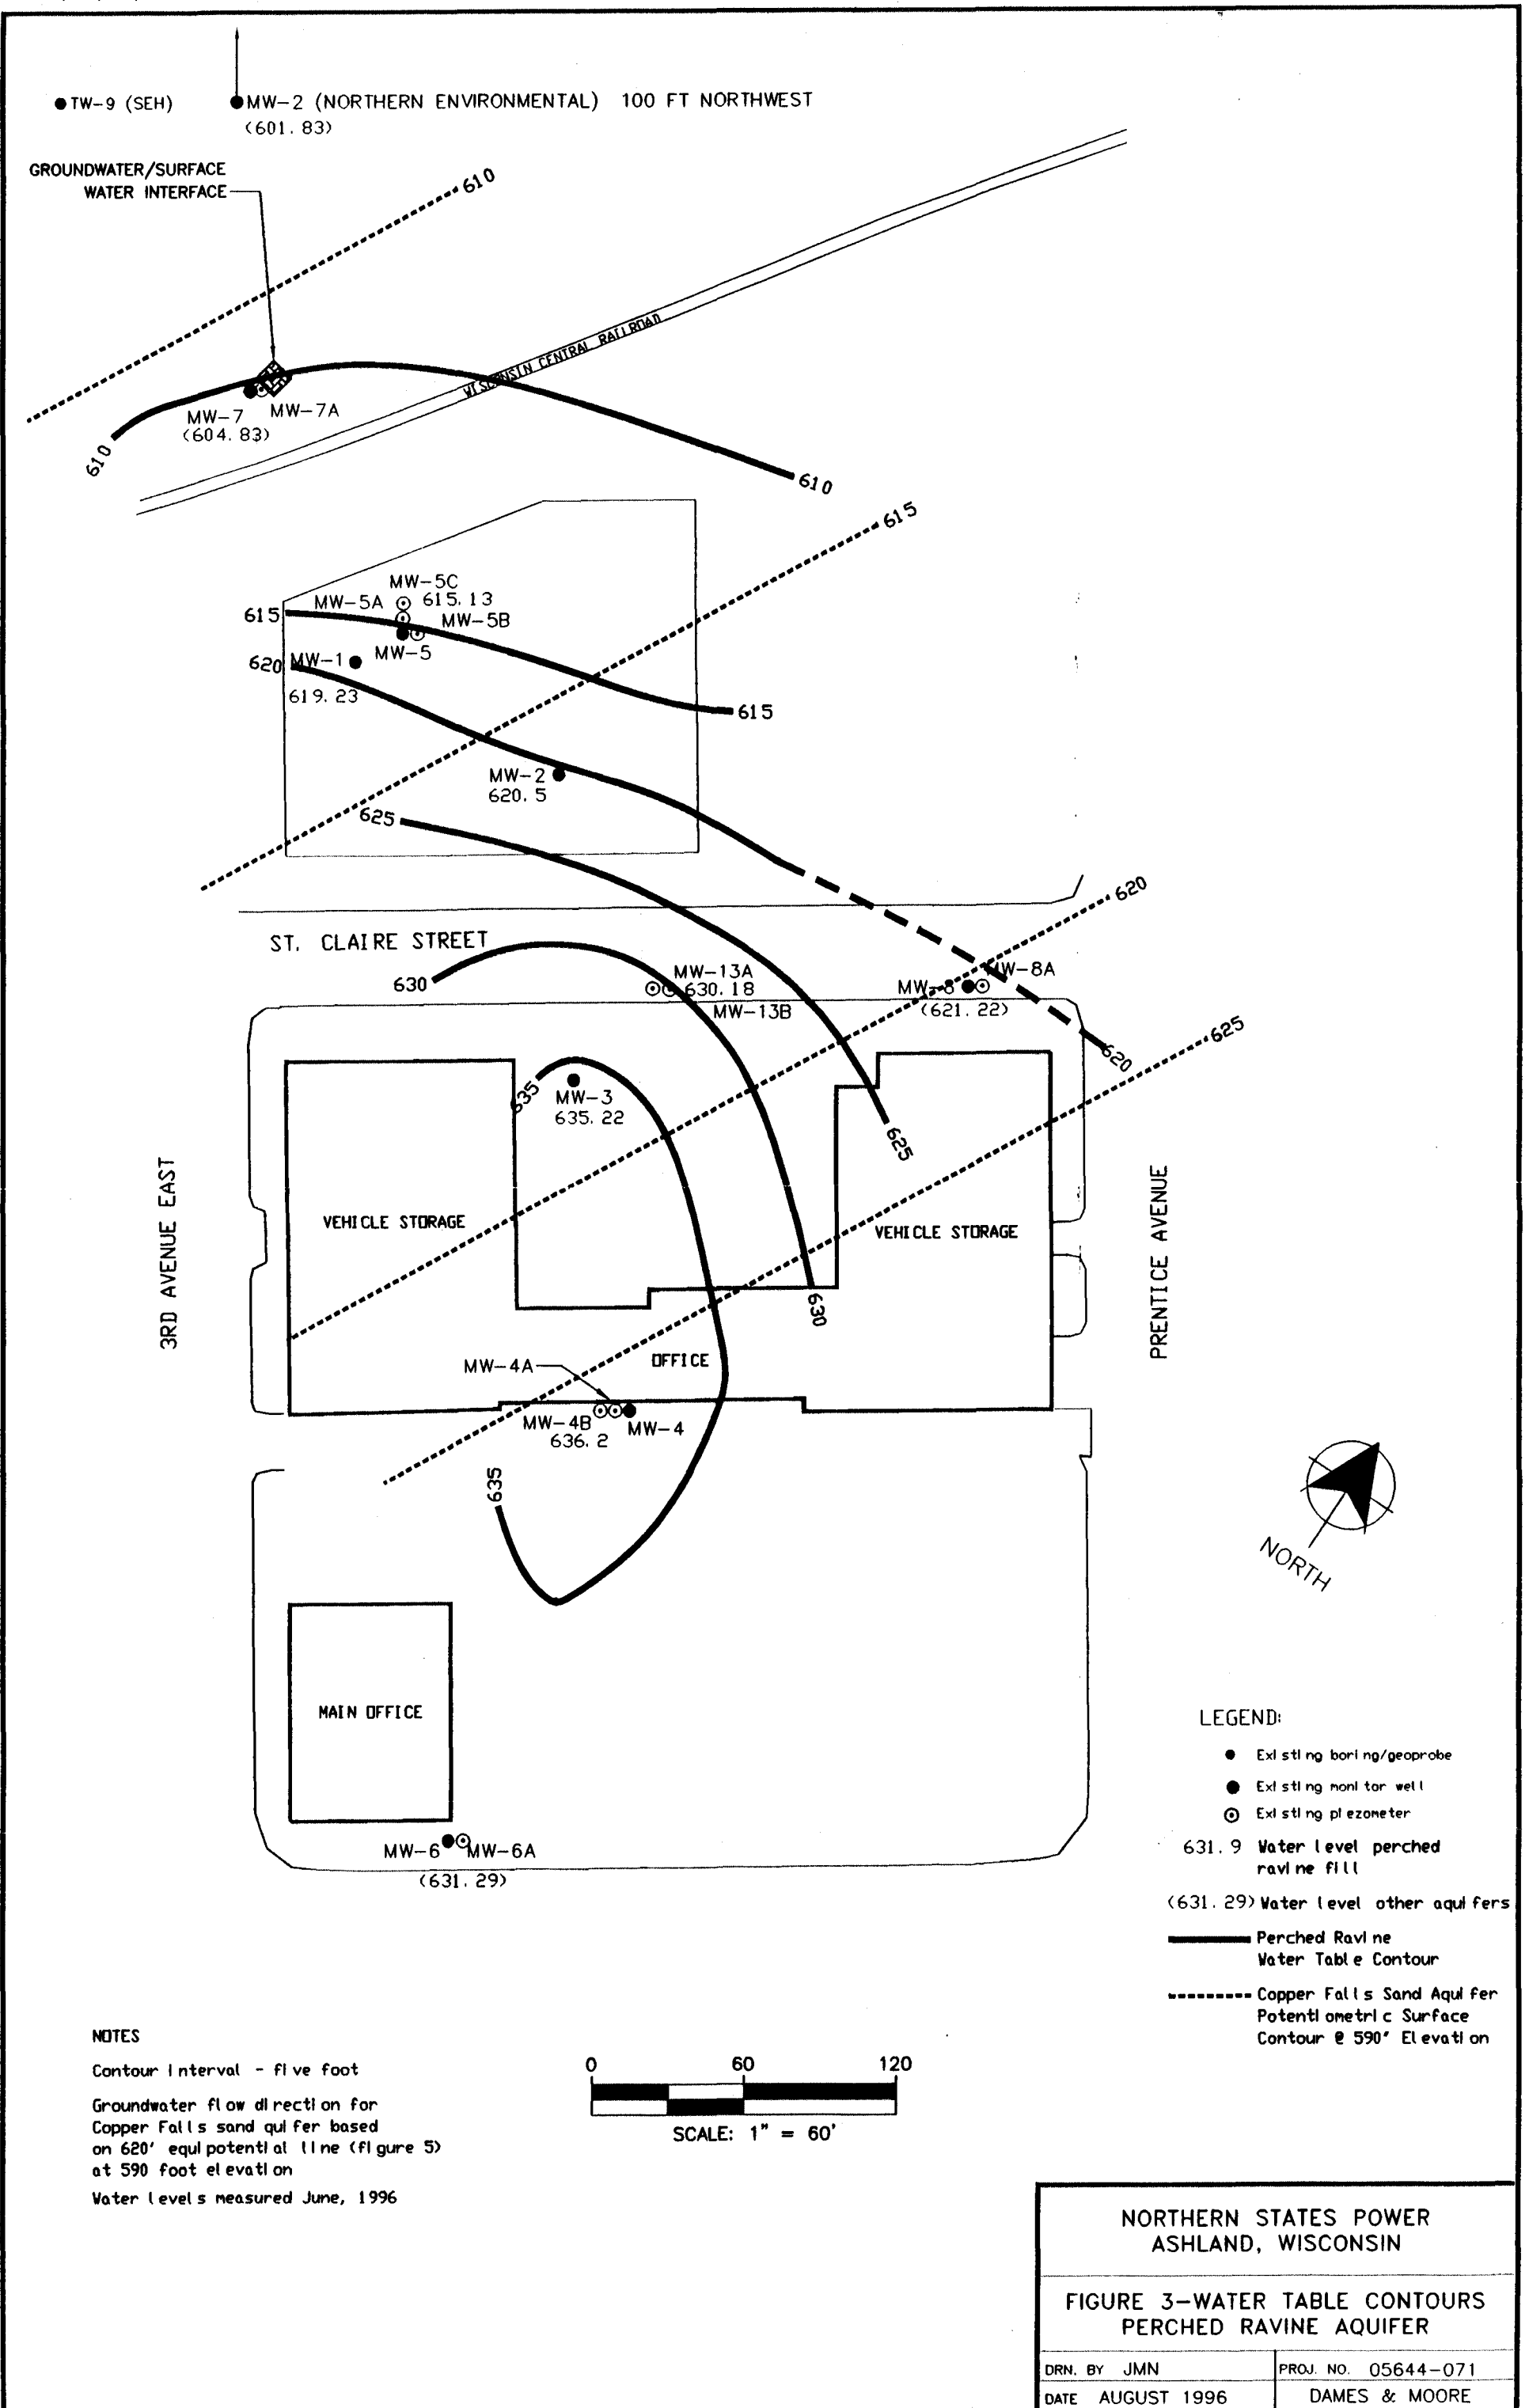 TW-9 (SEH)
MW-2 (NORTHERN ENVIRONMENTAL) 100 FT NORTHWEST
(601.83)
GROUNDWATER/SURFACE
WATER INTERFACE
610
WISCONSIN CENTRAL RAILROAD
MW-7 MW-7A
(604.83)
610
610
615
MW-5C
MW-5A 615.13
615
MW-5B
MW-5
620 MW-1
619.23
615
MW-2
620.5
625
620
ST. CLAIRE STREET
630
MW-13A
630.18
MW-13B
MW-8A
MW-8
(621.22)
625
620
635
MW-3
635.22
625
3RD AVENUE EAST
VEHICLE STORAGE
VEHICLE STORAGE
PRENTICE AVENUE
630
OFFICE
MW-4A
MW-4B MW-4
636.2
635
NORTH
MAIN OFFICE
MW-6 MW-6A
(631.29)
LEGEND:
Existing boring/geoprobe
Existing monitor well
Existing piezometer
631.9 Water level perched
ravine fill
(631.29) Water level other aquifers
Perched Ravine
Water Table Contour
Copper Falls Sand Aquifer
Potentiometric Surface
Contour @ 590' Elevation
NOTES
Contour interval - five foot
Groundwater flow direction for
Copper Falls sand quifer based
on 620' equipotential line (figure 5)
at 590 foot elevation
Water levels measured June, 1996
0 60 120
SCALE: 1" = 60'
NORTHERN STATES POWER
ASHLAND, WISCONSIN
FIGURE 3-WATER TABLE CONTOURS
PERCHED RAVINE AQUIFER
DRN. BY JMN
PROJ. NO. 05644-071
DATE AUGUST 1996
DAMES & MOORE